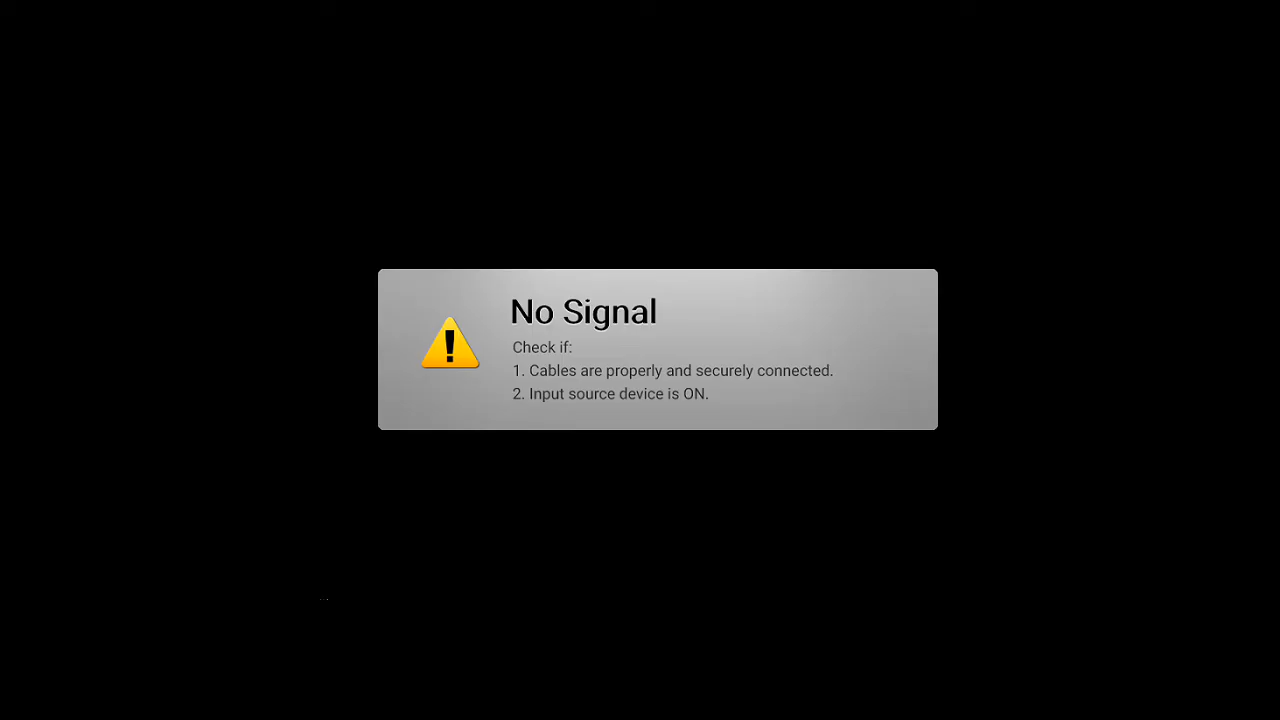 No Signal
Check if:
1. Cables are properly and securely connected.
2. Input source device is ON.